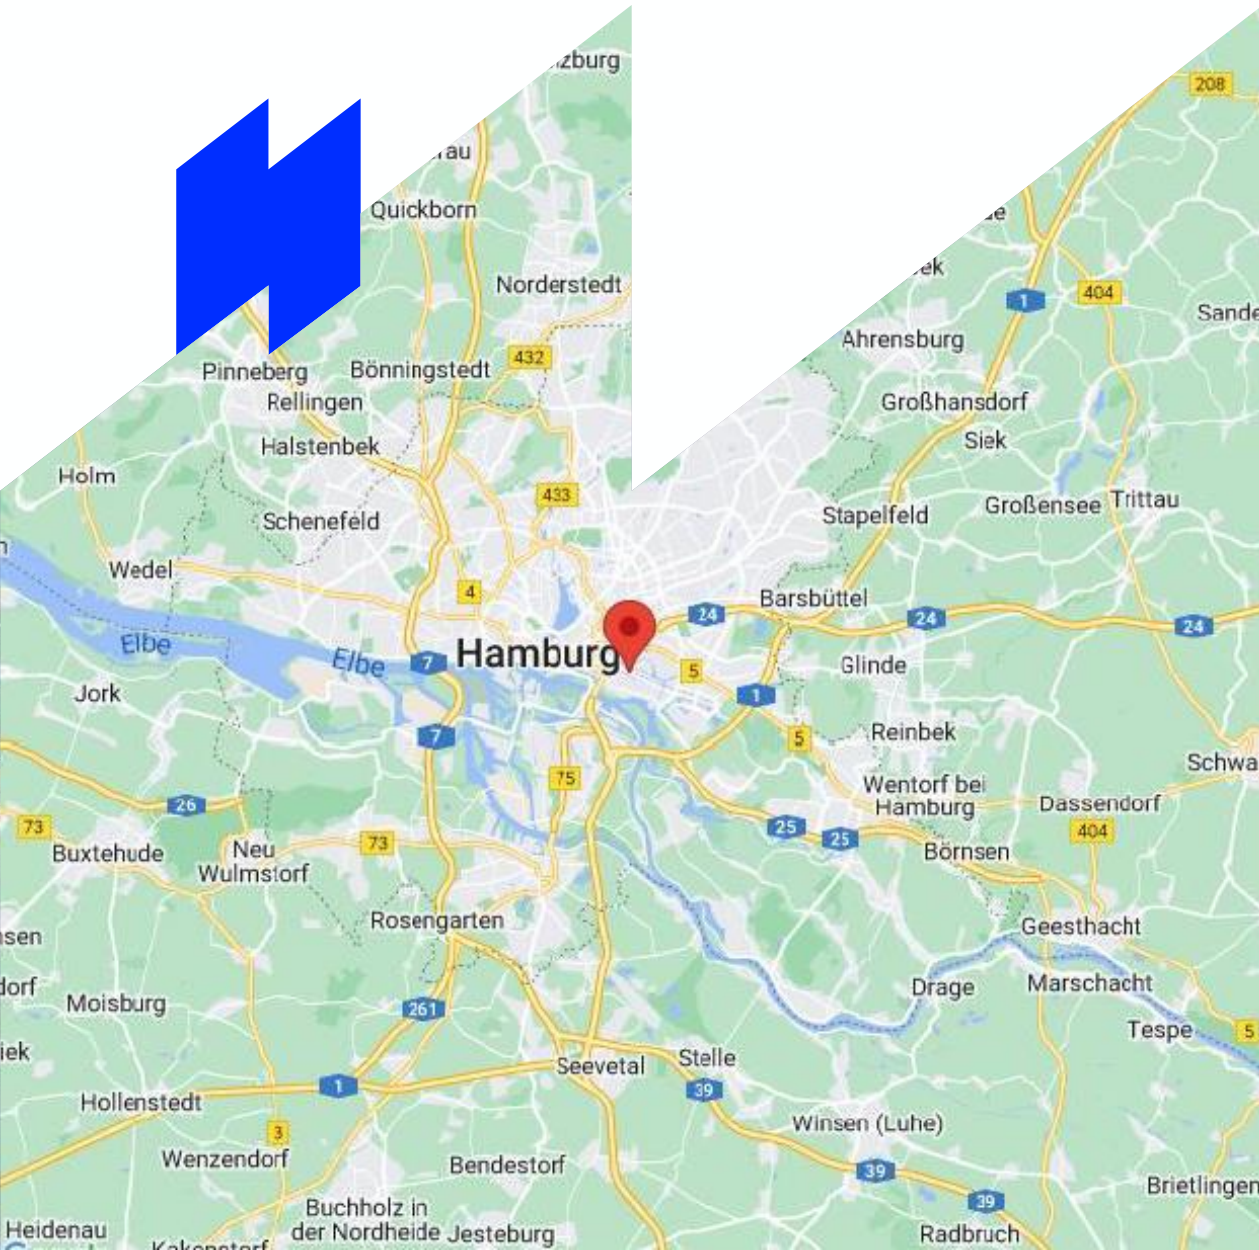 208
Quickborn
Norderstedt
404
1
Sande
Ahrensburg
432
Pinneberg
Bönningstedt
Rellingen
Großhansdorf
Halstenbek
Siek
Holm
433
Großensee
Trittau
Schenefeld
Stapelfeld
Wedel
4
Barsbüttel
24
24
24
Elbe
Elbe
7
Hamburg
5
Glinde
Jork
1
7
Reinbek
5
Schwa
75
Wentorf bei
Hamburg
26
Dassendorf
73
73
25
25
404
Buxtehude
Neu
Wulmstorf
Börnsen
Rosengarten
Geesthacht
Drage
Marschacht
Moisburg
261
Tespe
5
Seevetal
Stelle
1
39
Hollenstedt
Winsen (Luhe)
3
Wenzendorf
Bendestorf
39
Brietlingen
39
Buchholz in
der Nordheide
Jesteburg
Heidenau
Radbruch